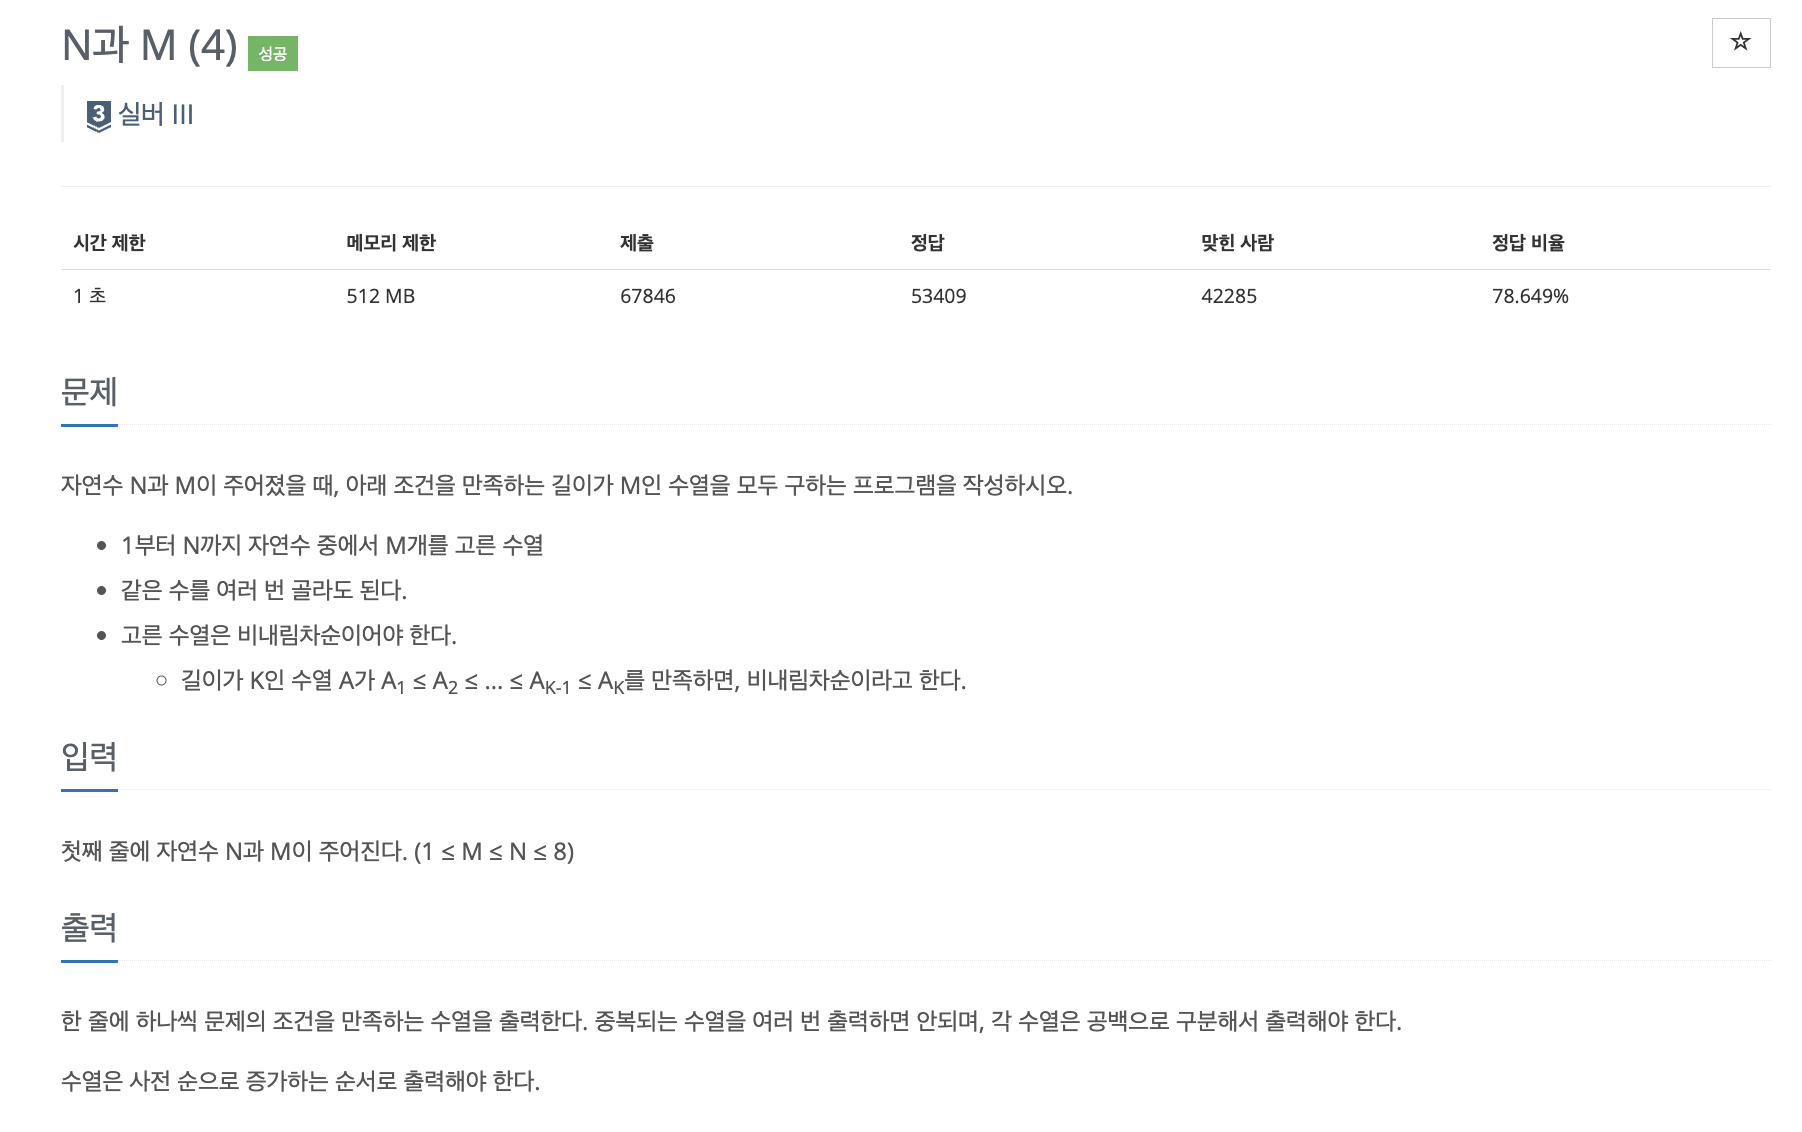 N과 M (4) 성공
3 실버 III
시간 제한 메모리 제한 제출 정답 맞힌 사람 정답 비율
1 초 512 MB 67846 53409 42285 78.649%
문제
자연수 N과 M이 주어졌을 때, 아래 조건을 만족하는 길이가 M인 수열을 모두 구하는 프로그램을 작성하시오.
1부터 N까지 자연수 중에서 M개를 고른 수열
같은 수를 여러 번 골라도 된다.
고른 수열은 비내림차순이어야 한다.
길이가 K인 수열 A가 A1 ≤ A2 ≤ ... ≤ AK-1 ≤ AK를 만족하면, 비내림차순이라고 한다.
입력
첫째 줄에 자연수 N과 M이 주어진다. (1 ≤ M ≤ N ≤ 8)
출력
한 줄에 하나씩 문제의 조건을 만족하는 수열을 출력한다. 중복되는 수열을 여러 번 출력하면 안되며, 각 수열은 공백으로 구분해서 출력해야 한다.
수열은 사전 순으로 증가하는 순서로 출력해야 한다.